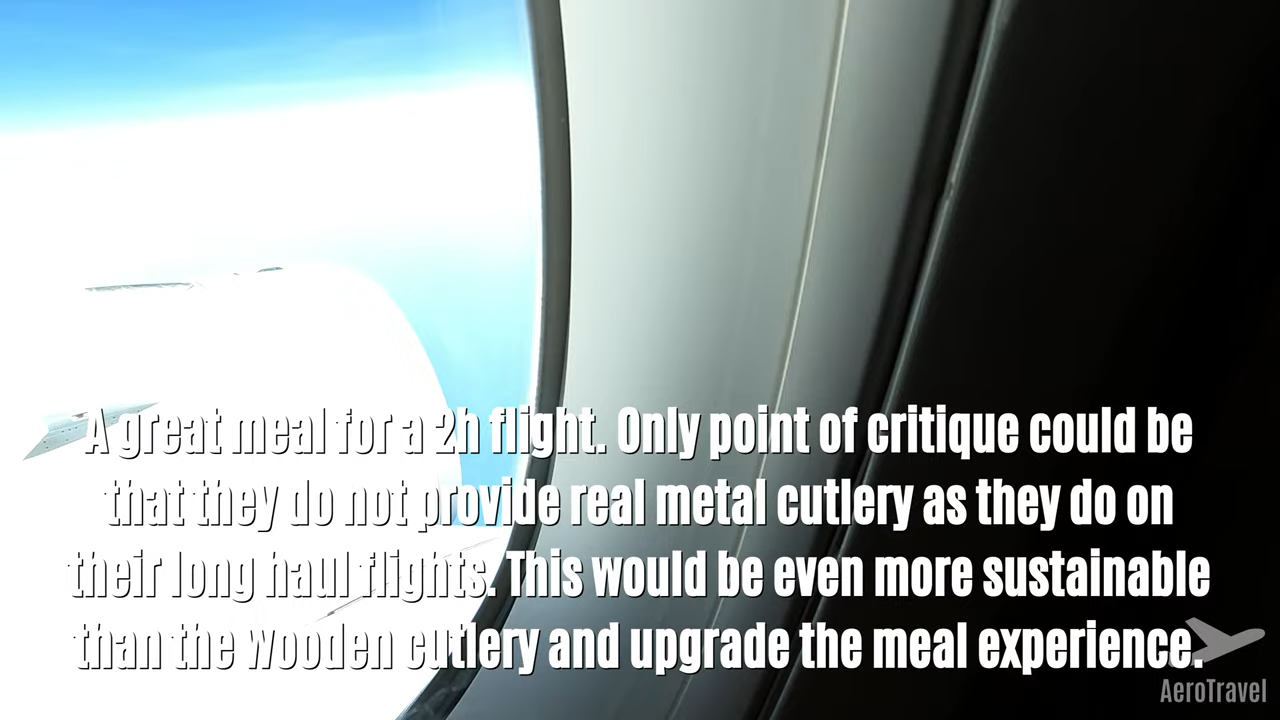 A great meal for a 2h flight. Only point of critique could be
that they do not provide real metal cutlery as they do on
their long haul flights. This would be even more sustainable
than the wooden cutlery and upgrade the meal experience.
AeroTravel